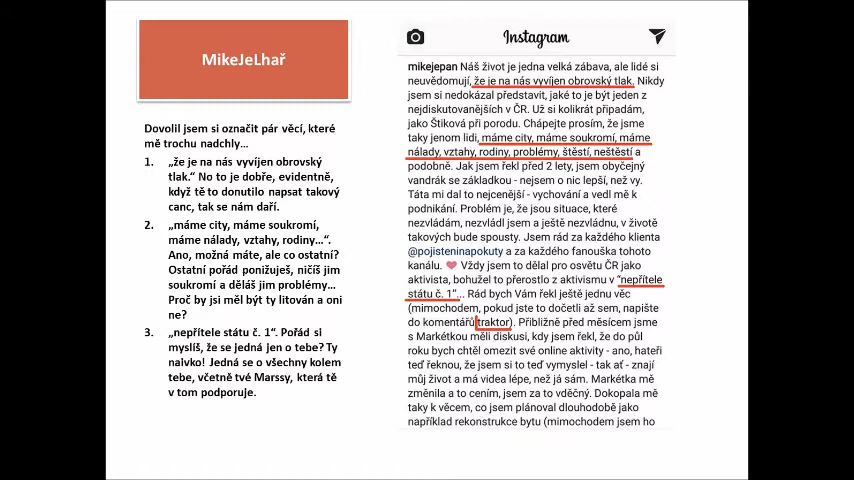 MikeJeLhař
Dovolil jsem si označit pár věcí, které
mě trochu nadchly...
1. „že je na nás vyvíjen obrovský
tlak.“ No to je dobře, evidentně,
když tě to donutilo napsat takový
canc, tak se nám daří.
2. „máme city, máme soukromí,
máme nálady, vztahy, rodiny...“.
Ano, možná máte, ale co ostatní?
Ostatní pořád ponižuješ, ničíš jim
soukromí a děláš jim problémy...
Proč by jsi měl být ty litován a oni
ne?
3. „nepřítele státu č. 1“. Pořád si
myslíš, že se jedná jen o tebe? Ty
naivko! Jedná se o všechny kolem
tebe, včetně tvé Marssy, která tě
v tom podporuje.
Instagram
mikejepan Náš život je jedna velká zábava, ale lidé si
neuvědomují, že je na nás vyvíjen obrovský tlak. Nikdy
jsem si nedokázal představit, jaké to je být jeden z
nejdiskutovanějších v ČR. Už si kolikrát připadám,
jako Štiková při porodu. Chápejte prosím, že jsme
taky jenom lidi, máme city, máme soukromí, máme
nálady, vztahy, rodiny, problémy, štěstí, neštěstí a
podobně. Jak jsem řekl před 2 lety, jsem obyčejný
vandrák se základkou - nejsem o nic lepší, než vy.
Táta mi dal to nejcenější - vychování a vedl mě k
podnikání. Problém je, že jsou situace, které
nezvládám, nezvládl jsem a ještě nezvládnu, v životě
takových bude spousty. Jsem rád za každého klienta
@pojisteninapokuty a za každého fanouška tohoto
kanálu. ❤ Vždy jsem to dělal pro osvětu ČR jako
aktivista, bohužel to přerostlo z aktivismu v "nepřítele
státu č. 1"... Rád bych Vám řekl ještě jednu věc
(mimochodem, pokud jste to dočetli až sem, napište
do komentářů traktor). Přibližně před měsícem jsme
s Markétkou měli diskusi, kdy jsem řekl, že do půl
roku bych chtěl omezit své online aktivity - ano, hateři
teď řeknou, že jsem si to teď vymyslel - tak ať - znají
můj život a má videa lépe, než já sám. Markétka mě
změnila a to cením, jsem za to vděčný. Dokopala mě
taky k věcem, co jsem plánoval dlouhodobě jako
například rekonstrukce bytu (mimochodem jsem ho